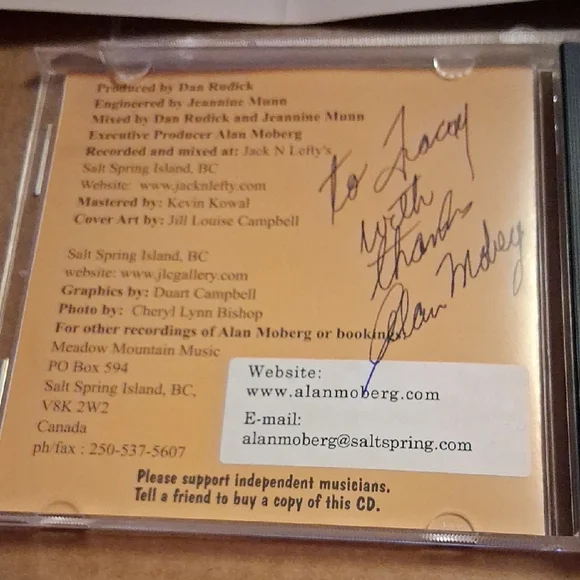 Produced by Dan Rudick
Engineered by Jeannine Munn
Mixed by Dan Rudick and Jeannine Munn
Executive Producer Alan Moberg
Recorded and mixed at: Jack N Lefty's
Salt Spring Island, BC
Website: www.jacknlefty.com
Mastered by: Kevin Kowal
Cover Art by: Jill Louise Campbell
Salt Spring Island, BC
website: www.jlcgallery.com
Graphics by: Duart Campbell
Photo by: Cheryl Lynn Bishop
For other recordings of Alan Moberg or booking
Meadow Mountain Music
PO Box 594
Salt Spring Island, BC,
V8K 2W2
Canada
ph/fax : 250-537-5607
to Tracey
with
thanks
Alan Moberg
Website:
www.alanmoberg.com
E-mail:
alanmoberg@saltspring.com
Please support independent musicians.
Tell a friend to buy a copy of this CD.